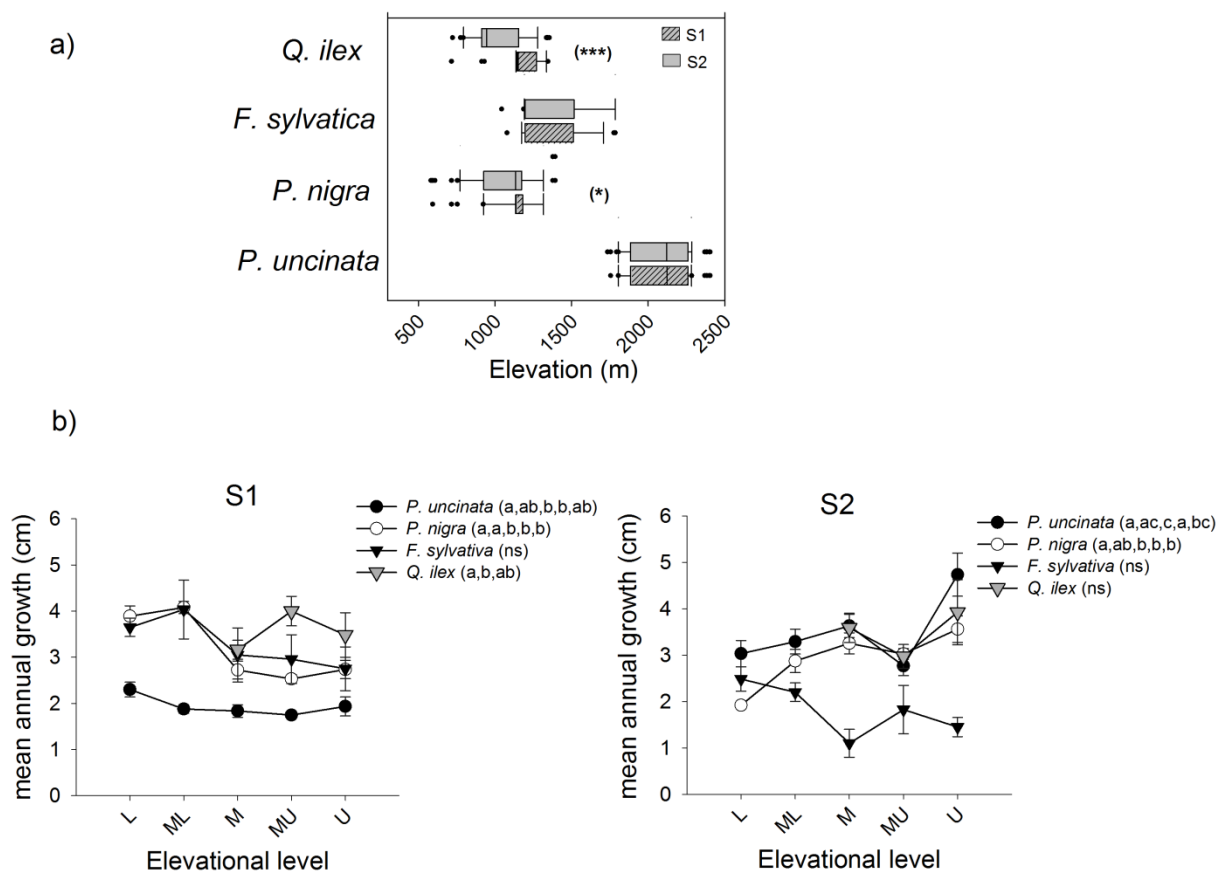 a)
Q. ilex
F. sylvatica
P. nigra
P. uncinata
(***)
(*)
S1
S2
500
1000
1500
2000
2500
Elevation (m)
b)
S1
P. uncinata (a,ab,b,b,ab)
P. nigra (a,a,b,b,b)
F. sylvativa (ns)
Q. ilex (a,b,ab)
mean annual growth (cm)
6
5
4
3
2
1
0
L
ML
M
MU
U
Elevational level
S2
P. uncinata (a,ac,c,a,bc)
P. nigra (a,ab,b,b,b)
F. sylvativa (ns)
Q. ilex (ns)
mean annual growth (cm)
6
5
4
3
2
1
0
L
ML
M
MU
U
Elevational level